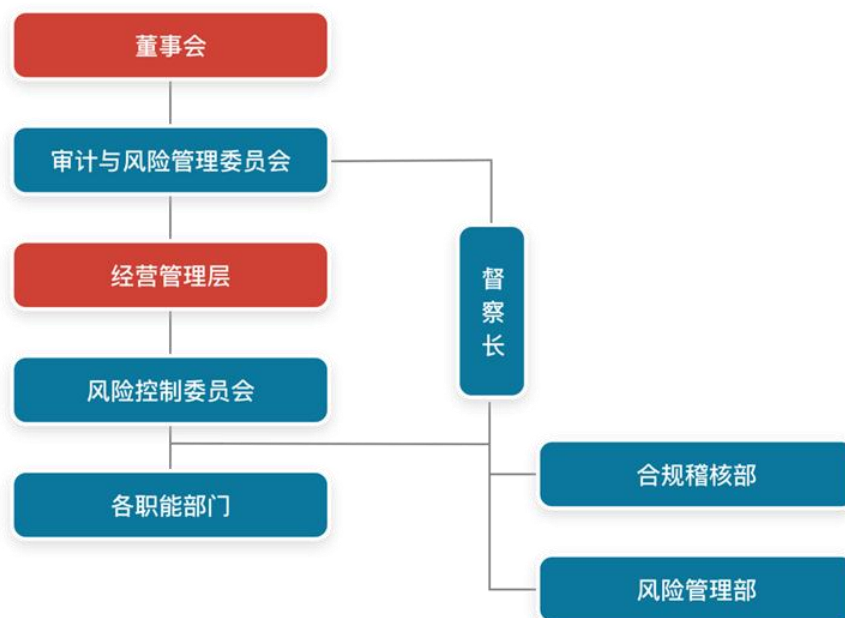 董事会
审计与风险管理委员会
经营管理层
督察长
风险控制委员会
合规稽核部
各职能部门
风险管理部